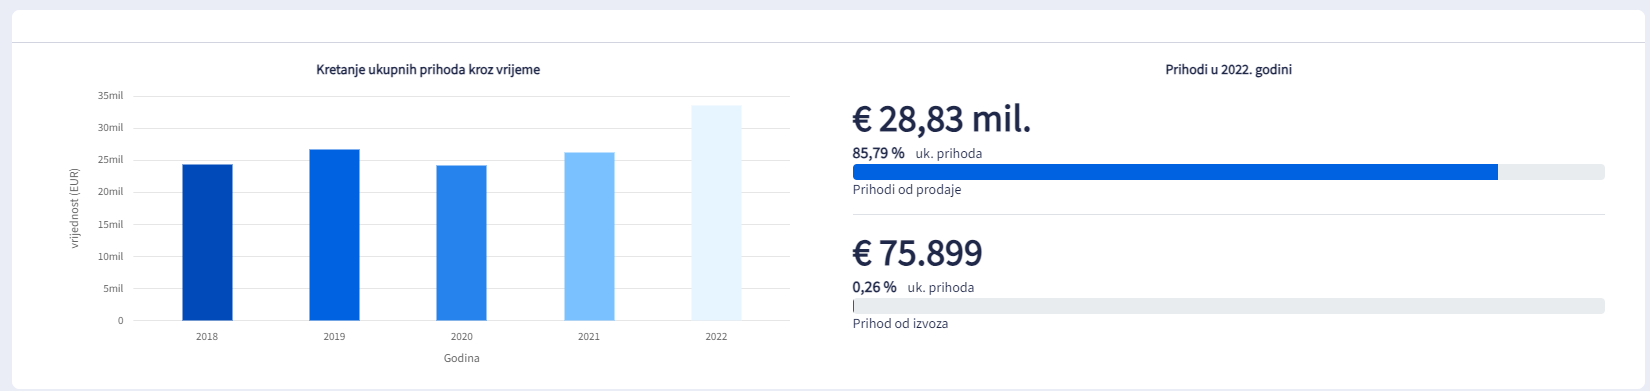 Kretanje ukupnih prihoda kroz vrijeme
35mil
30mil
25mil
20mil
15mil
10mil
5mil
0
vrijednost (EUR)
2018 2019 2020 2021 2022
Godina
Prihodi u 2022. godini
€ 28,83 mil.
85,79 % uk. prihoda
Prihodi od prodaje
€ 75.899
0,26 % uk. prihoda
Prihod od izvoza